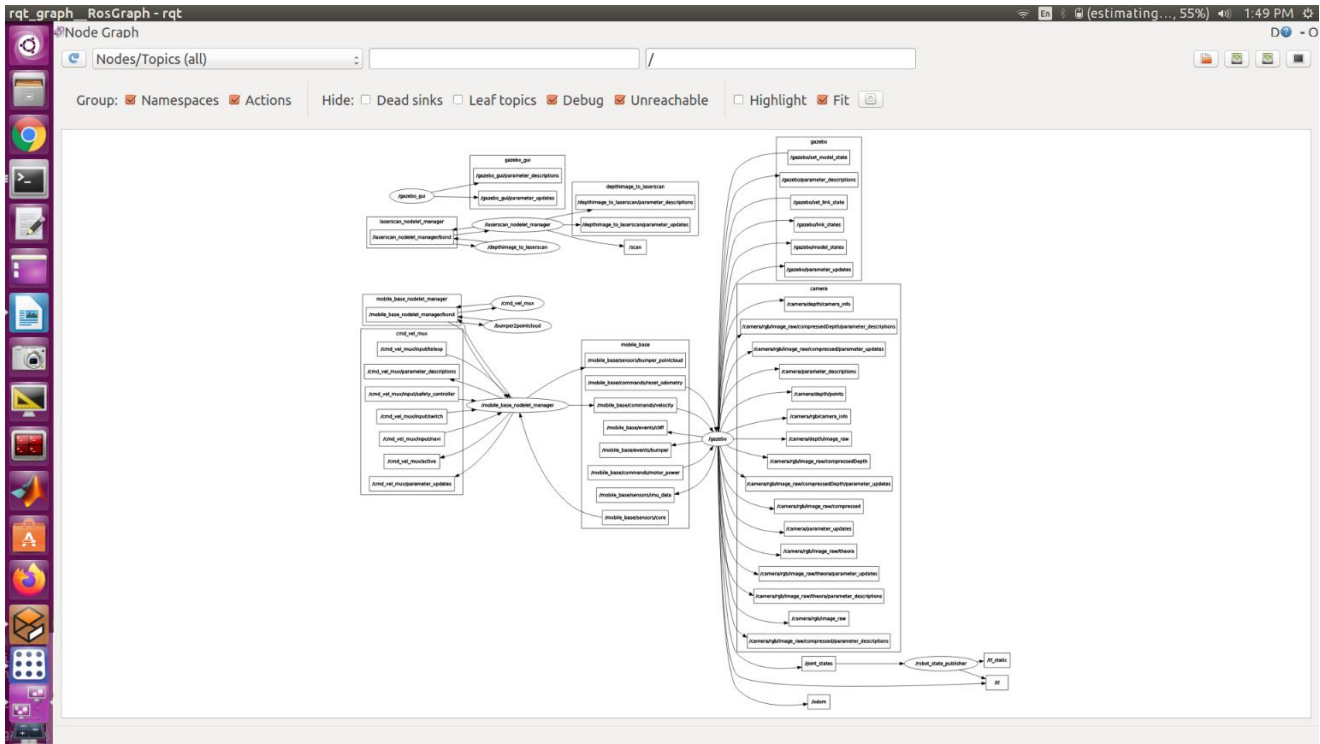 rqt_graph__RosGraph - rqt
En (estimating..., 55%) 1:49 PM
Node Graph
D - O
Nodes/Topics (all)
/
Group: Namespaces Actions Hide: Dead sinks Leaf topics Debug Unreachable Highlight Fit
gazebo_gui
/gazebo_gui/parameter_descriptions
/gazebo_gui
/gazebo_gui/parameter_updates
depthimage_to_laserscan
/depthimage_to_laserscan/parameter_descriptions
/depthimage_to_laserscan/parameter_updates
laserscan_nodelet_manager
/laserscan_nodelet_manager/bond
/laserscan_nodelet_manager
/depthimage_to_laserscan
/scan
mobile_base_nodelet_manager
/mobile_base_nodelet_manager/bond
/cmd_vel_mux
/bumper2pointcloud
cmd_vel_mux
/cmd_vel_mux/input/teleop
/cmd_vel_mux/parameter_descriptions
/cmd_vel_mux/input/safety_controller
/cmd_vel_mux/input/switch
/cmd_vel_mux/input/navi
/cmd_vel_mux/active
/cmd_vel_mux/parameter_updates
/mobile_base_nodelet_manager
mobile_base
/mobile_base/sensors/bumper_pointcloud
/mobile_base/commands/reset_odometry
/mobile_base/commands/velocity
/mobile_base/events/cliff
/mobile_base/events/bumper
/mobile_base/commands/motor_power
/mobile_base/sensors/imu_data
/mobile_base/sensors/core
/gazebo
gazebo
/gazebo/set_model_state
/gazebo/parameter_descriptions
/gazebo/set_link_state
/gazebo/link_states
/gazebo/model_states
/gazebo/parameter_updates
camera
/camera/depth/camera_info
/camera/rgb/image_raw/compressedDepth/parameter_descriptions
/camera/rgb/image_raw/compressed/parameter_updates
/camera/parameter_descriptions
/camera/depth/points
/camera/rgb/camera_info
/camera/depth/image_raw
/camera/rgb/image_raw/compressedDepth
/camera/rgb/image_raw/compressedDepth/parameter_updates
/camera/rgb/image_raw/compressed
/camera/parameter_updates
/camera/rgb/image_raw/theora
/camera/rgb/image_raw/theora/parameter_updates
/camera/rgb/image_raw/theora/parameter_descriptions
/camera/rgb/image_raw
/camera/rgb/image_raw/compressed/parameter_descriptions
/joint_states
/robot_state_publisher
/tf_static
/tf
/odom